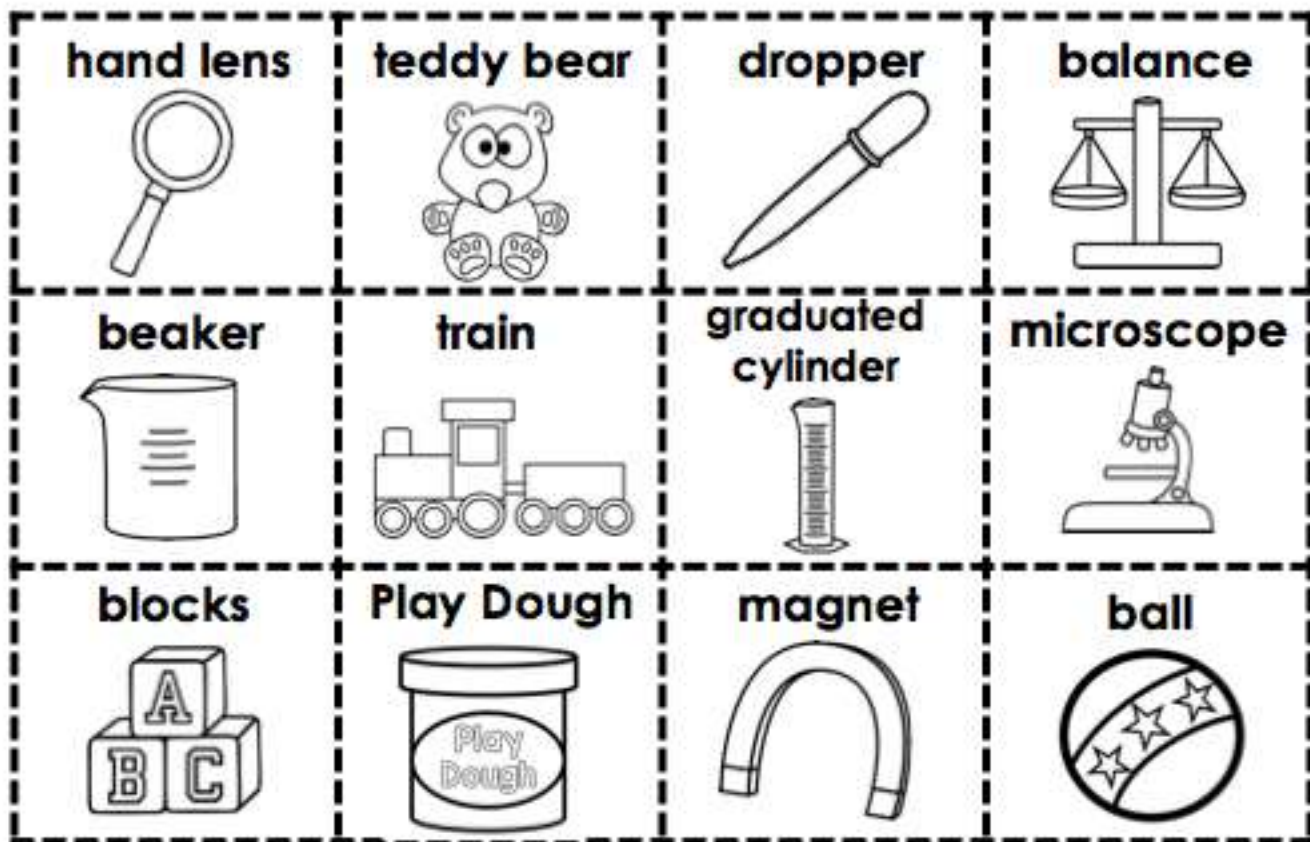 hand lens
teddy bear
dropper
balance
beaker
train
graduated
cylinder
microscope
blocks
A
B C
Play Dough
Play
Dough
magnet
ball